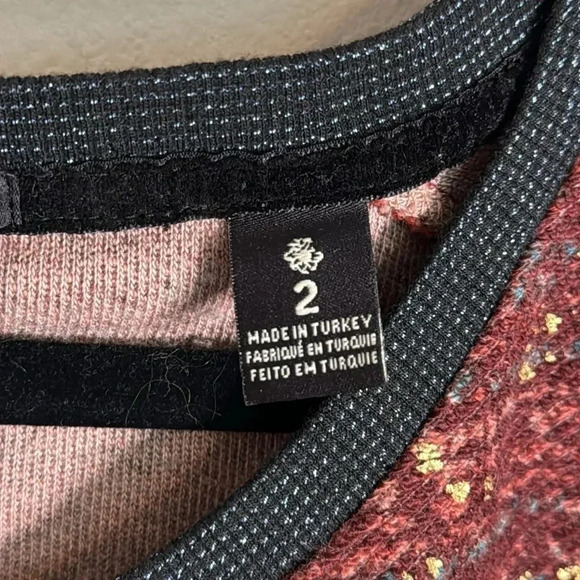 2
MADE IN TURKEY
FABRIQUÉ EN TURQUIE
FEITO EM TURQUIE